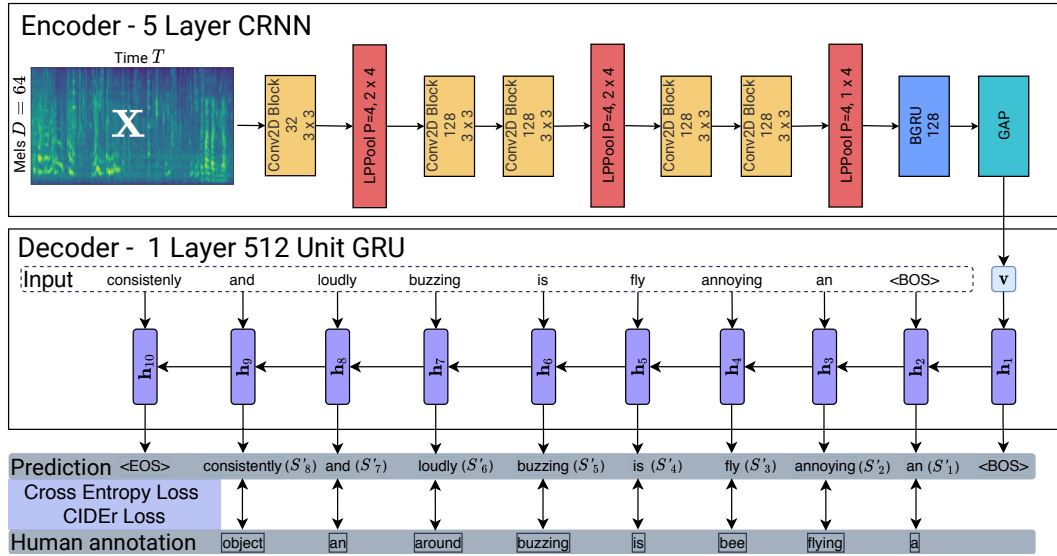 Encoder - 5 Layer CRNN
Time T
Mels D = 64
X
Conv2D Block
32
3 x 3
LPPool P=4, 2 x 4
Conv2D Block
128
3 x 3
Conv2D Block
128
3 x 3
LPPool P=4, 2 x 4
Conv2D Block
128
3 x 3
Conv2D Block
128
3 x 3
LPPool P=4, 1 x 4
BGRU
128
GAP
Decoder - 1 Layer 512 Unit GRU
Input consistenly and loudly buzzing is fly annoying an <BOS> v
h10 h9 h8 h7 h6 h5 h4 h3 h2 h1
Prediction <EOS> consistently (S'8) and (S'7) loudly (S'6) buzzing (S'5) is (S'4) fly (S'3) annoying (S'2) an (S'1) <BOS>
Cross Entropy Loss
CIDEr Loss
Human annotation object an around buzzing is bee flying a